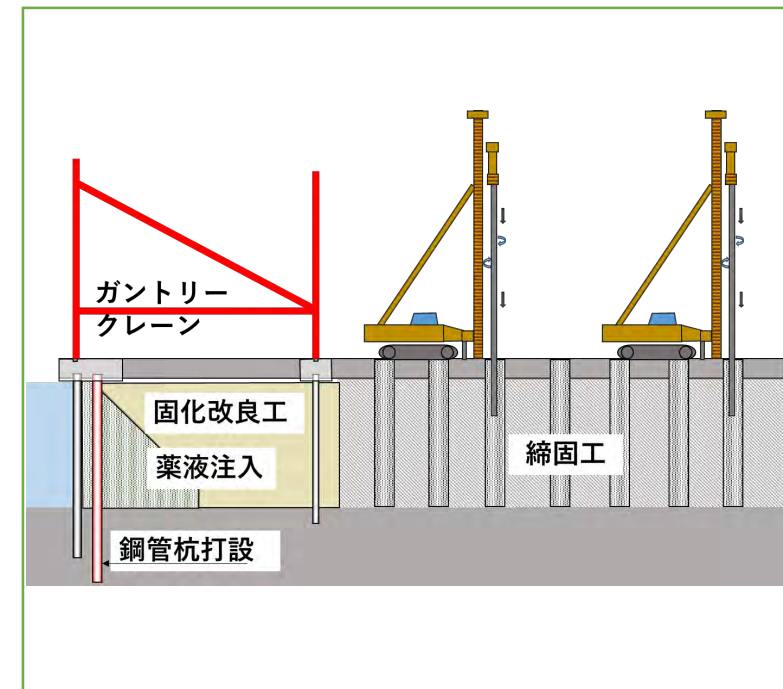 ガントリー
クレーン
固化改良工
薬液注入
締固工
鋼管杭打設